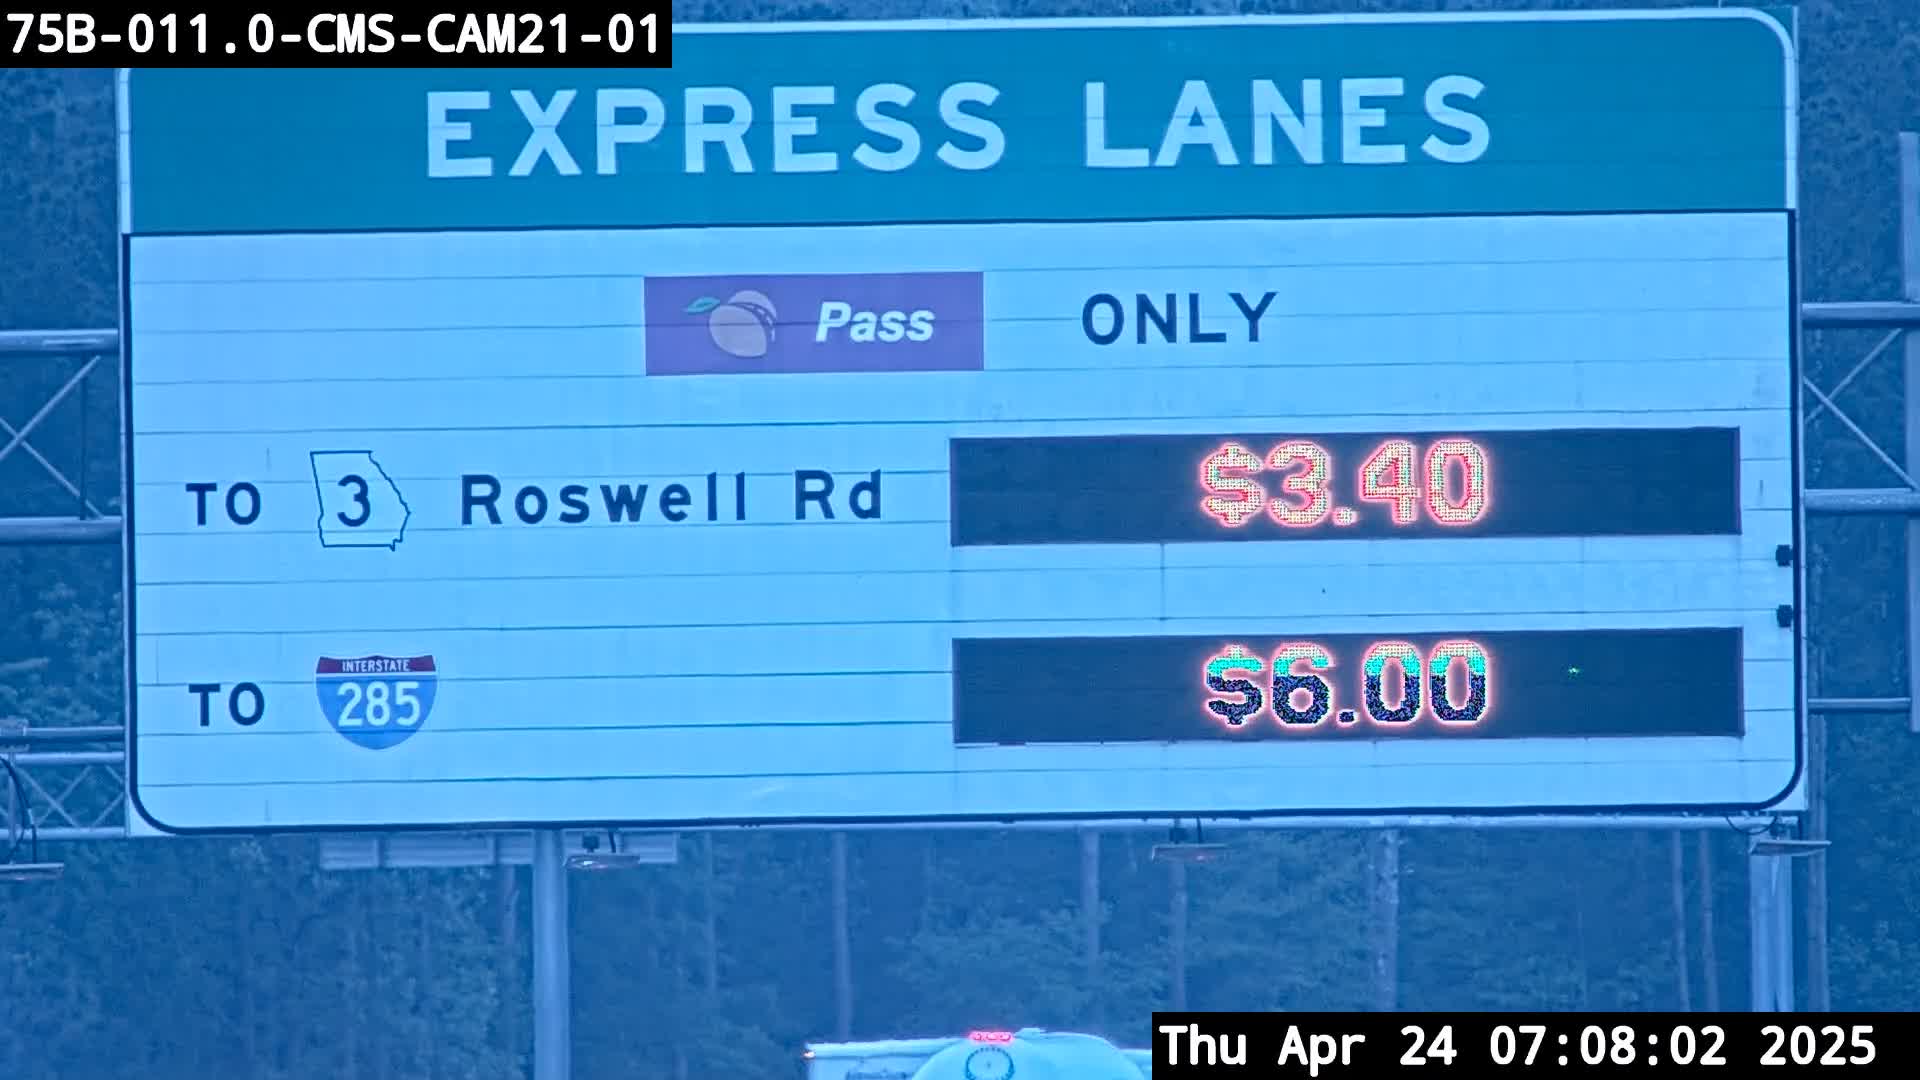 75B-011.0-CMS-CAM21-01
EXPRESS LANES
Pass ONLY
TO 3 Roswell Rd $3.40
TO INTERSTATE 285 $6.00
Thu Apr 24 07:08:02 2025